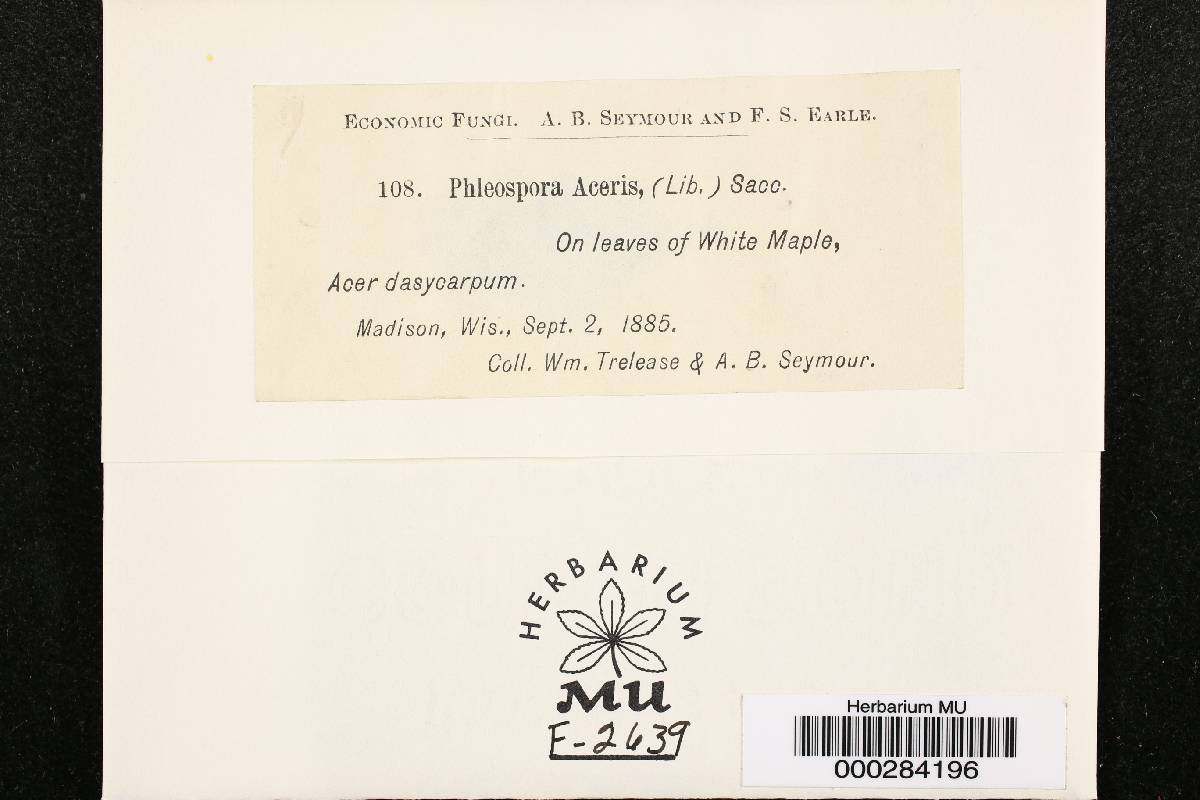 Economic Fungi. A. B. Seymour and F. S. Earle.
108. Phleospora Aceris, (Lib.) Sacc.
On leaves of White Maple,
Acer dasycarpum.
Madison, Wis., Sept. 2, 1885.
Coll. Wm. Trelease & A. B. Seymour.
HERBARIUM
MU
F-2639
Herbarium MU
000284196